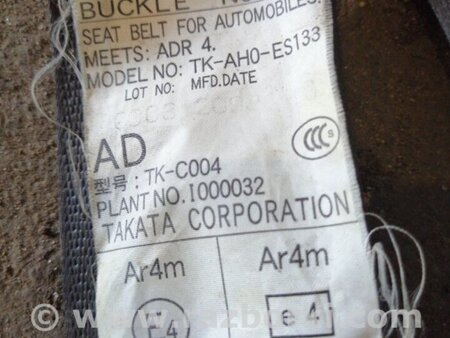 BUCKLE
SEAT BELT FOR AUTOMOBILES.
MEETS: ADR 4.
MODEL NO: TK-AH0-ES133
LOT NO: MFD.DATE
AD
CCC S
型号: TK-C004
PLANT NO.I000032
TAKATA CORPORATION
Ar4m Ar4m
E4 e 4